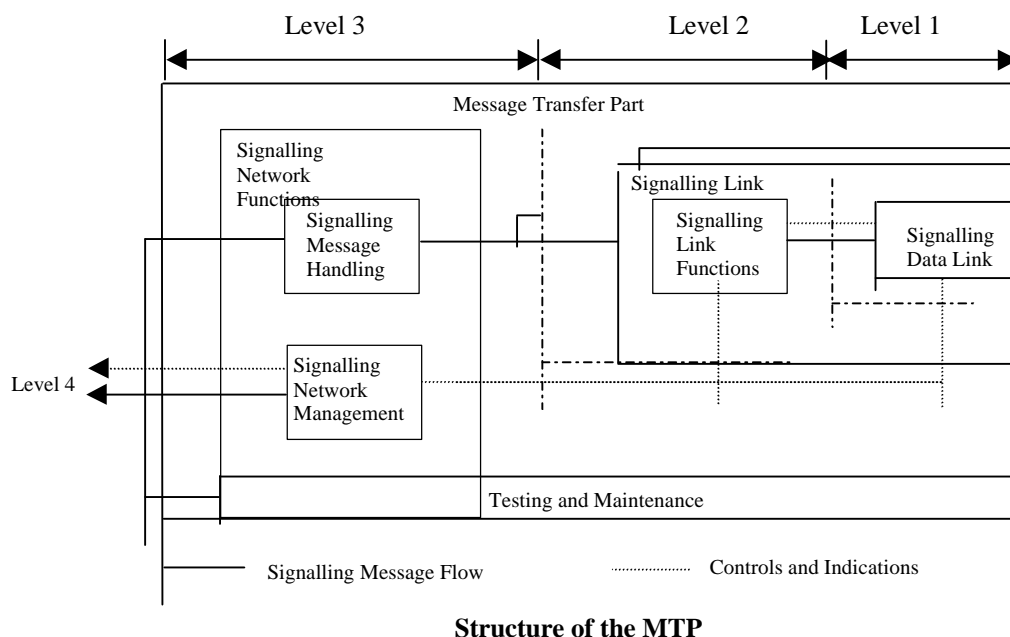 Level 3
Level 2
Level 1
Message Transfer Part
Signalling
Network
Functions
Signalling
Message
Handling
Signalling Link
Signalling
Link
Functions
Signalling
Data Link
Level 4
Signalling
Network
Management
Testing and Maintenance
Signalling Message Flow
Controls and Indications
Structure of the MTP